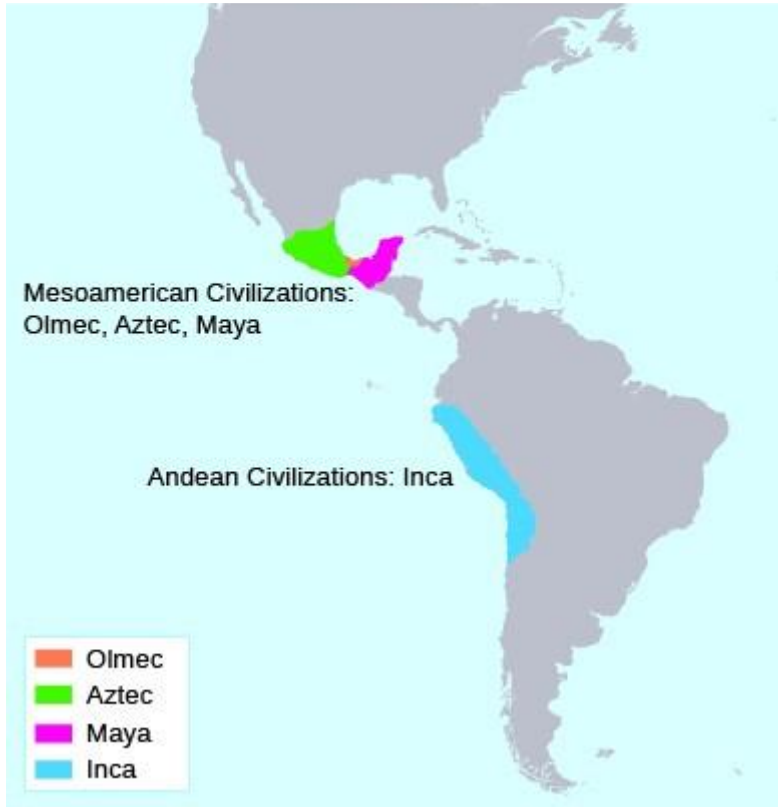 Mesoamerican Civilizations:
Olmec, Aztec, Maya
Andean Civilizations: Inca
Olmec
Aztec
Maya
Inca